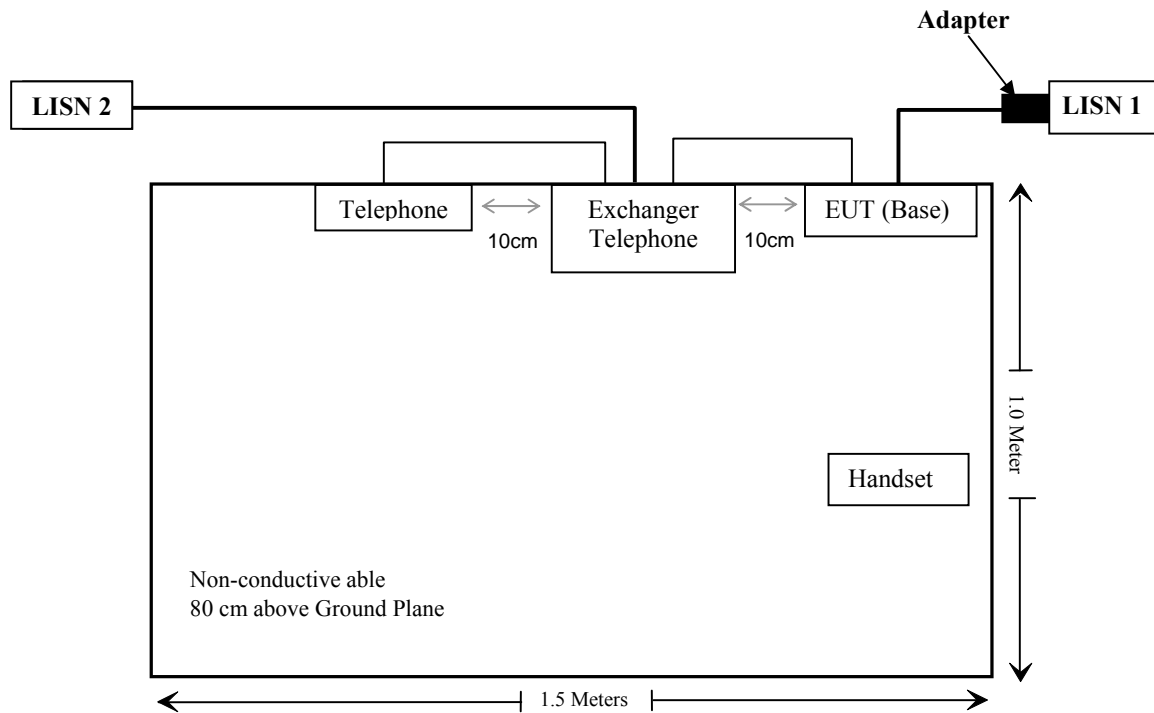 Adapter
LISN 2
LISN 1
Telephone
Exchanger
Telephone
EUT (Base)
10cm
10cm
1.0 Meter
Handset
Non-conductive able
80 cm above Ground Plane
1.5 Meters